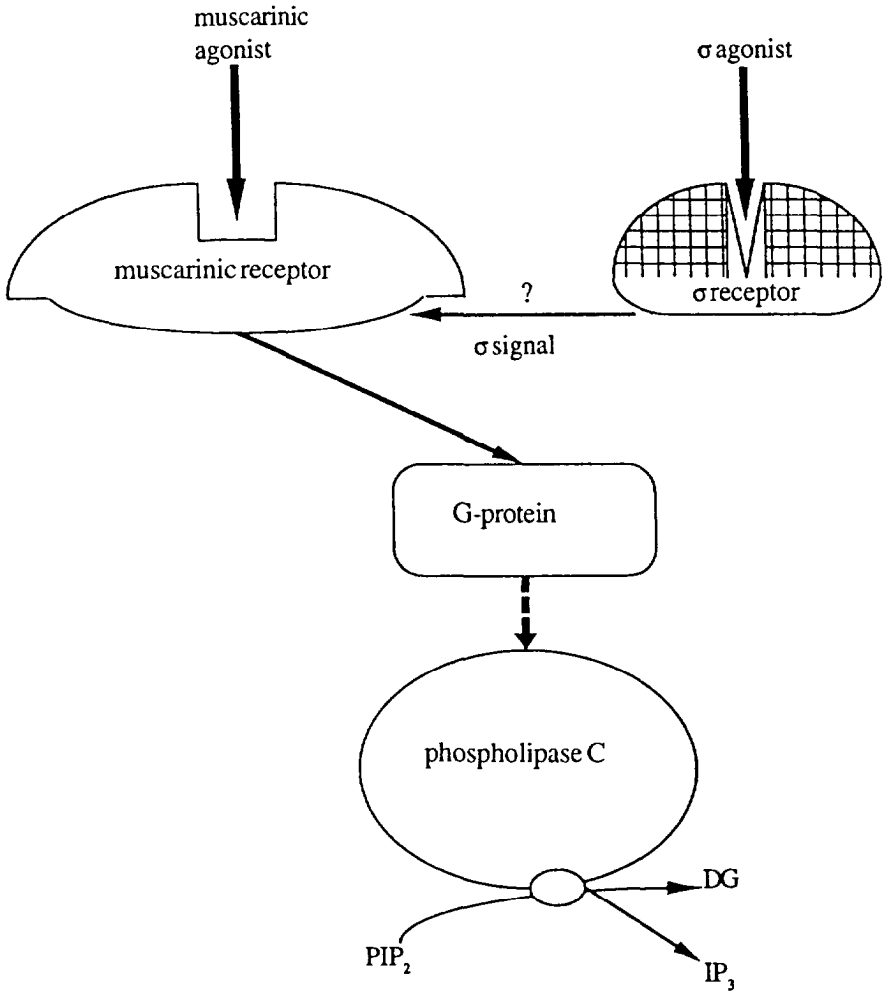 muscarinic
agonist
σ agonist
muscarinic receptor
σ receptor
?
σ signal
G-protein
phospholipase C
DG
PIP₂
IP₃